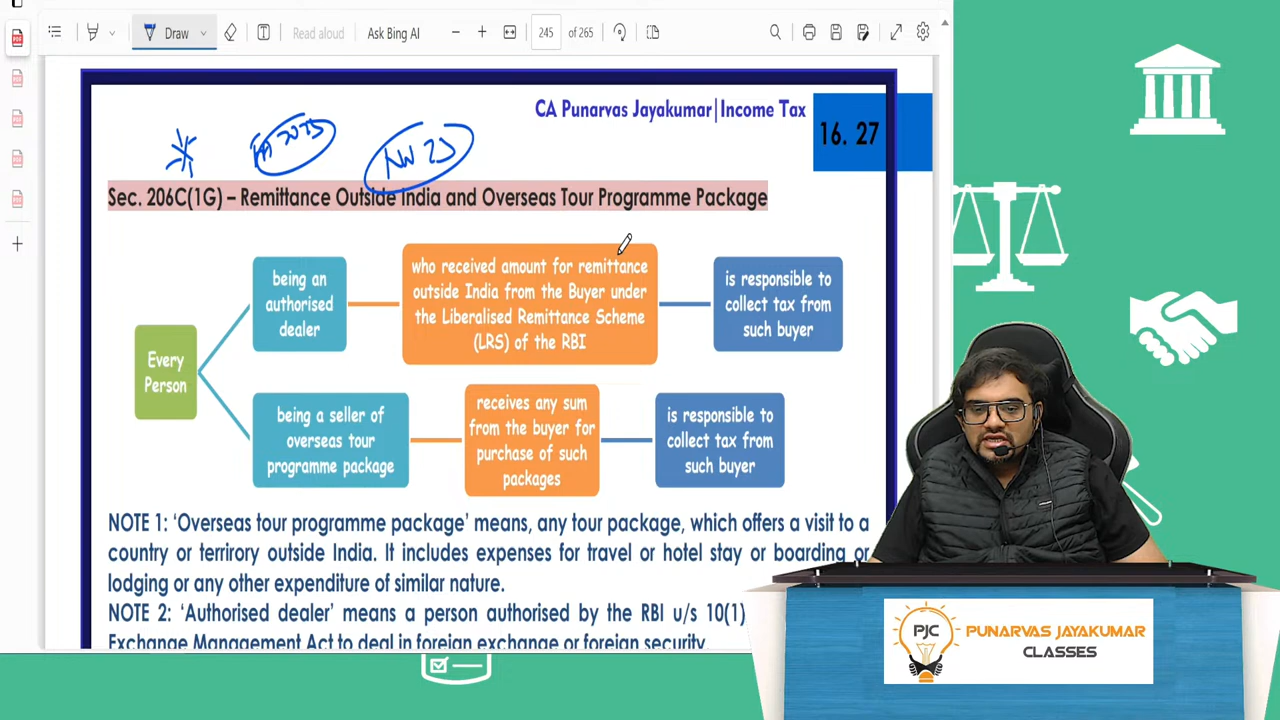 Draw
Read aloud
Ask Bing AI
245
of 265
CA Punarvas Jayakumar|Income Tax
16. 27
Sec. 206C(1G) – Remittance Outside India and Overseas Tour Programme Package
Every
Person
being an
authorised
dealer
who received amount for remittance
outside India from the Buyer under
the Liberalised Remittance Scheme
(LRS) of the RBI
is responsible to
collect tax from
such buyer
being a seller of
overseas tour
programme package
receives any sum
from the buyer for
purchase of such
packages
is responsible to
collect tax from
such buyer
NOTE 1: ‘Overseas tour programme package’ means, any tour package, which offers a visit to a
country or terrirory outside India. It includes expenses for travel or hotel stay or boarding or
lodging or any other expenditure of similar nature.
NOTE 2: ‘Authorised dealer’ means a person authorised by the RBI u/s 10(1)
Exchange Management Act to deal in foreign exchange or foreign security.
PJC
PUNARVAS JAYAKUMAR
CLASSES